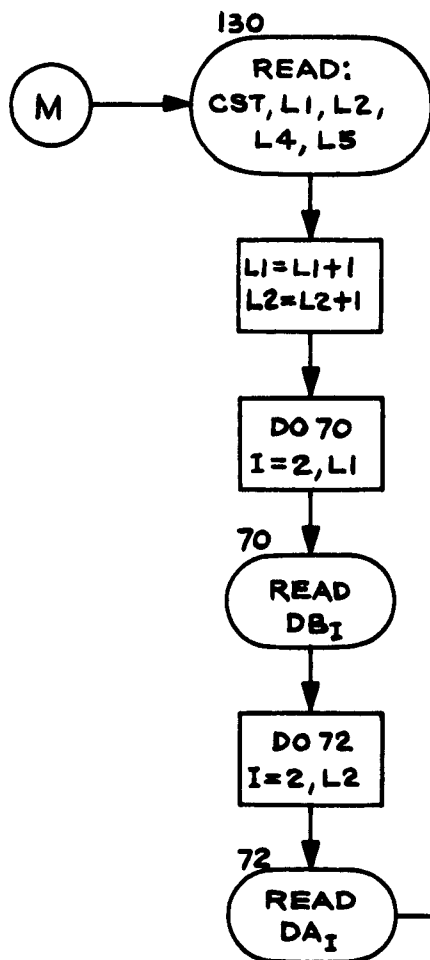 130
M
READ:
CST, L1, L2,
L4, L5
L1=L1+1
L2=L2+1
DO 70
I=2, L1
70
READ
DB_I
DO 72
I=2, L2
72
READ
DA_I